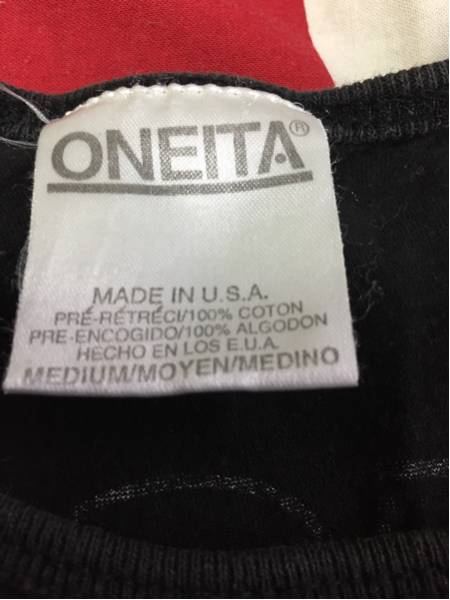 ONEITA®
MADE IN U.S.A.
PRÉ-RÉTRÉCI/100% COTON
PRE-ENCOGIDO/100% ALGODON
HECHO EN LOS E.U.A.
MEDIUM/MOYEN/MEDINO